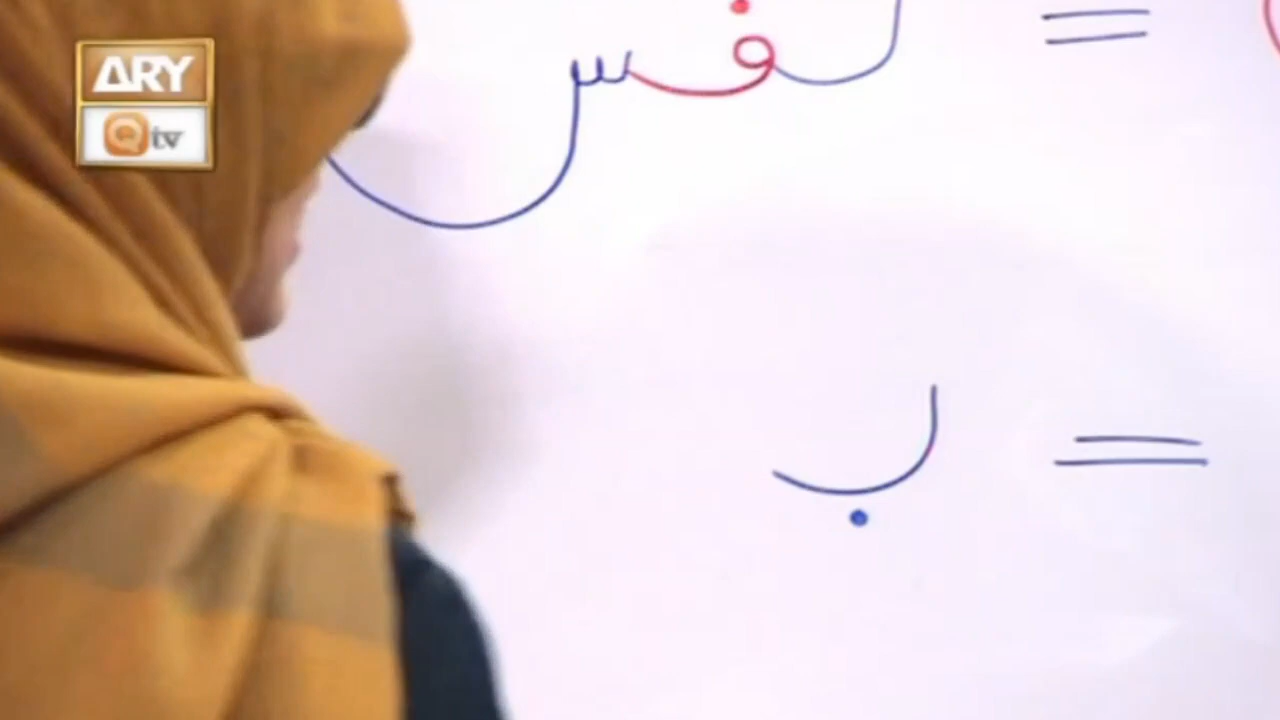 ARY
Qtv
=
= ب